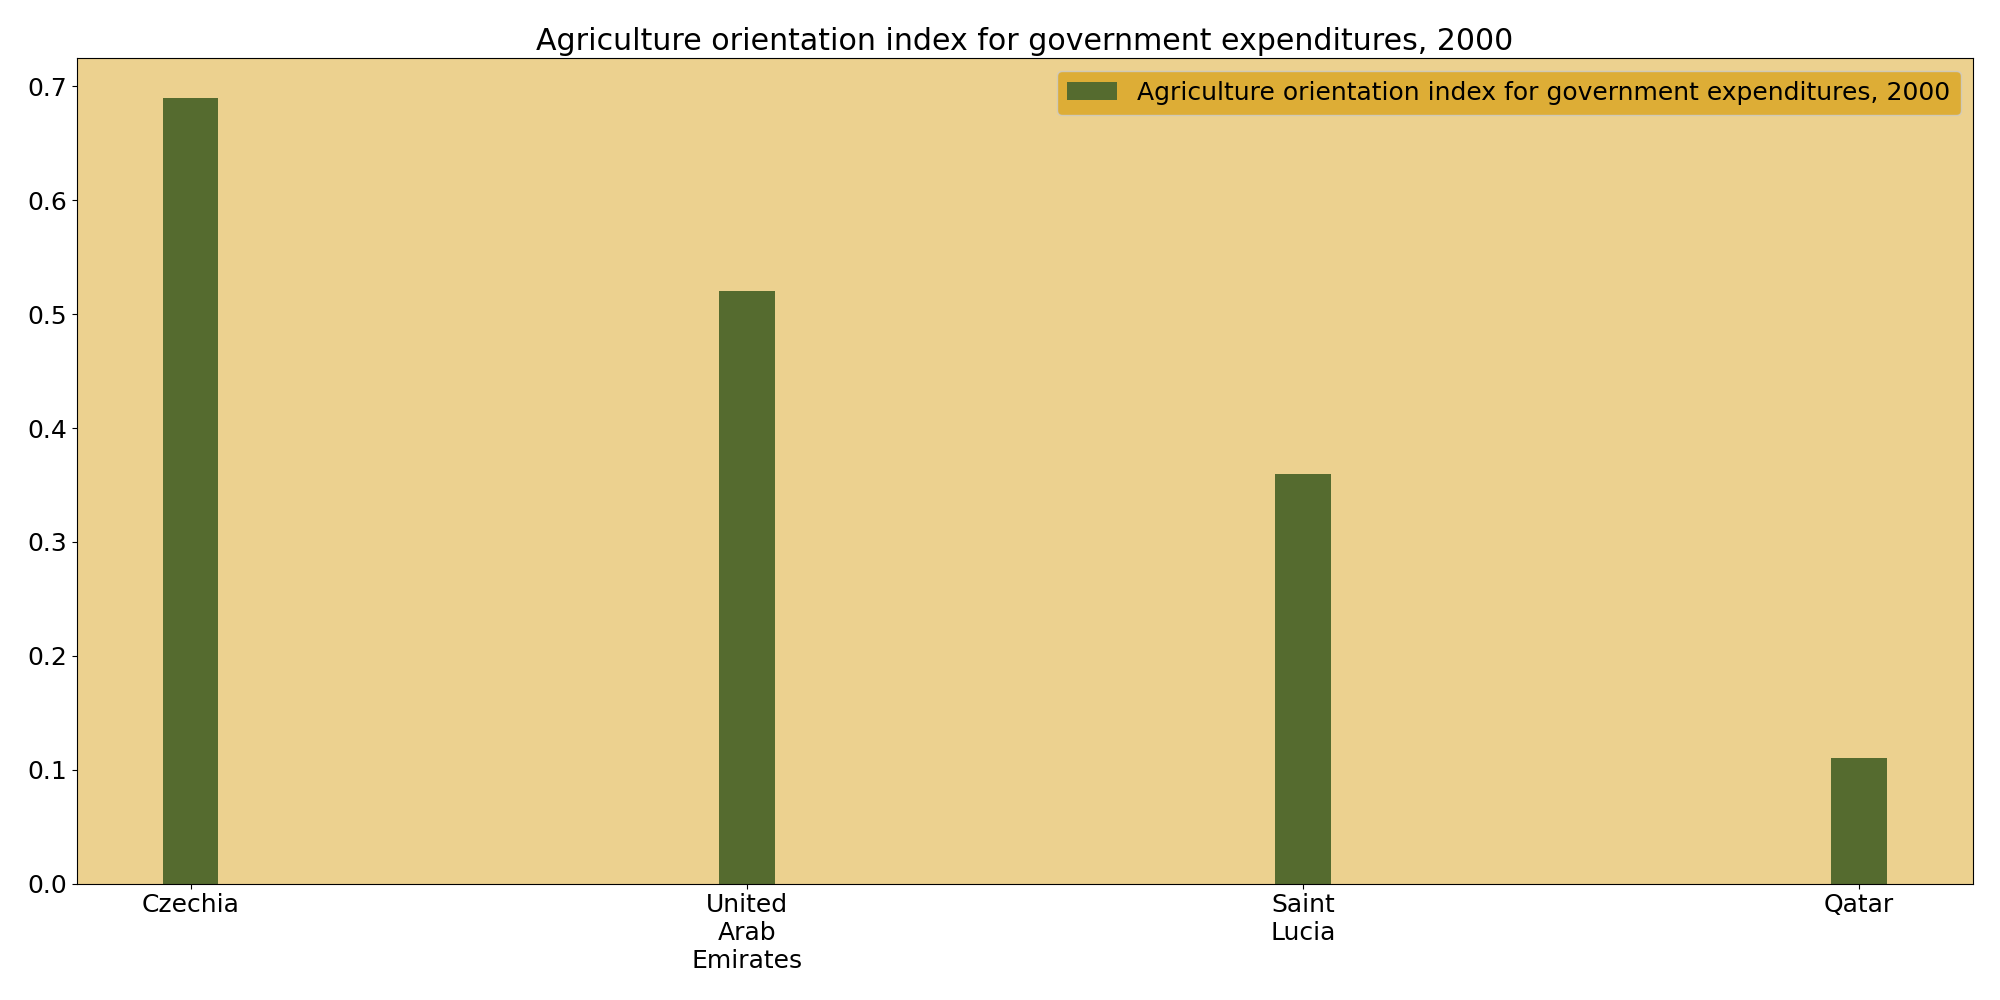 Agriculture orientation index for government expenditures, 2000
Agriculture orientation index for government expenditures, 2000
0.7
0.6
0.5
0.4
0.3
0.2
0.1
0.0
Czechia
United
Arab
Emirates
Saint
Lucia
Qatar